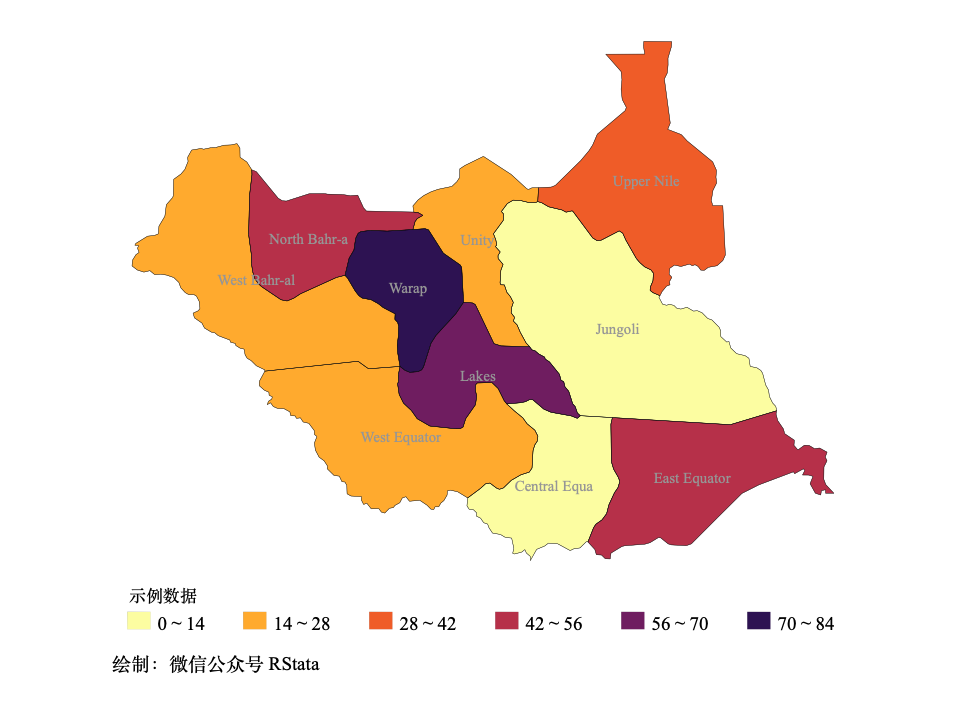 Upper Nile
North Bahr-a
Unity
West Bahr-al
Warap
Jungoli
Lakes
West Equator
East Equator
Central Equa
示例数据
0 ~ 14
14 ~ 28
28 ~ 42
42 ~ 56
56 ~ 70
70 ~ 84
绘制：微信公众号 RStata